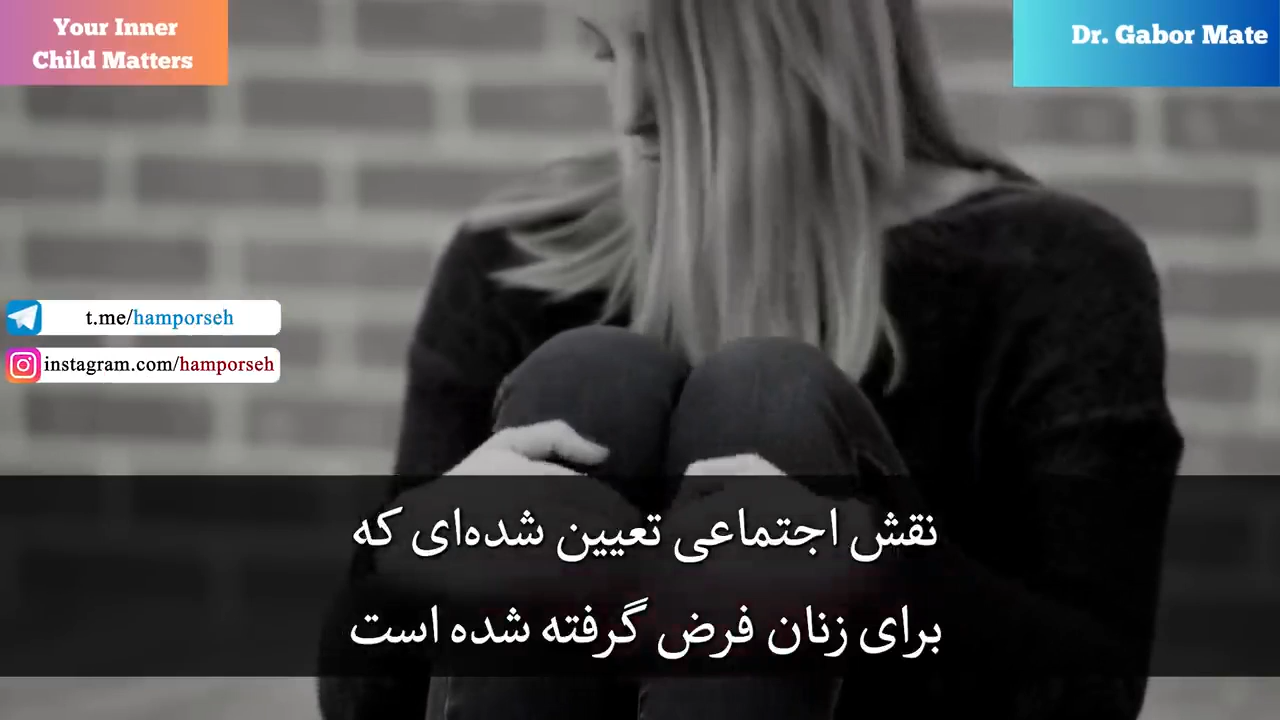 Your Inner
Child Matters
Dr. Gabor Mate
t.me/hamporseh
instagram.com/hamporseh
نقش اجتماعی تعیین شده‌ای که
برای زنان فرض گرفته شده است